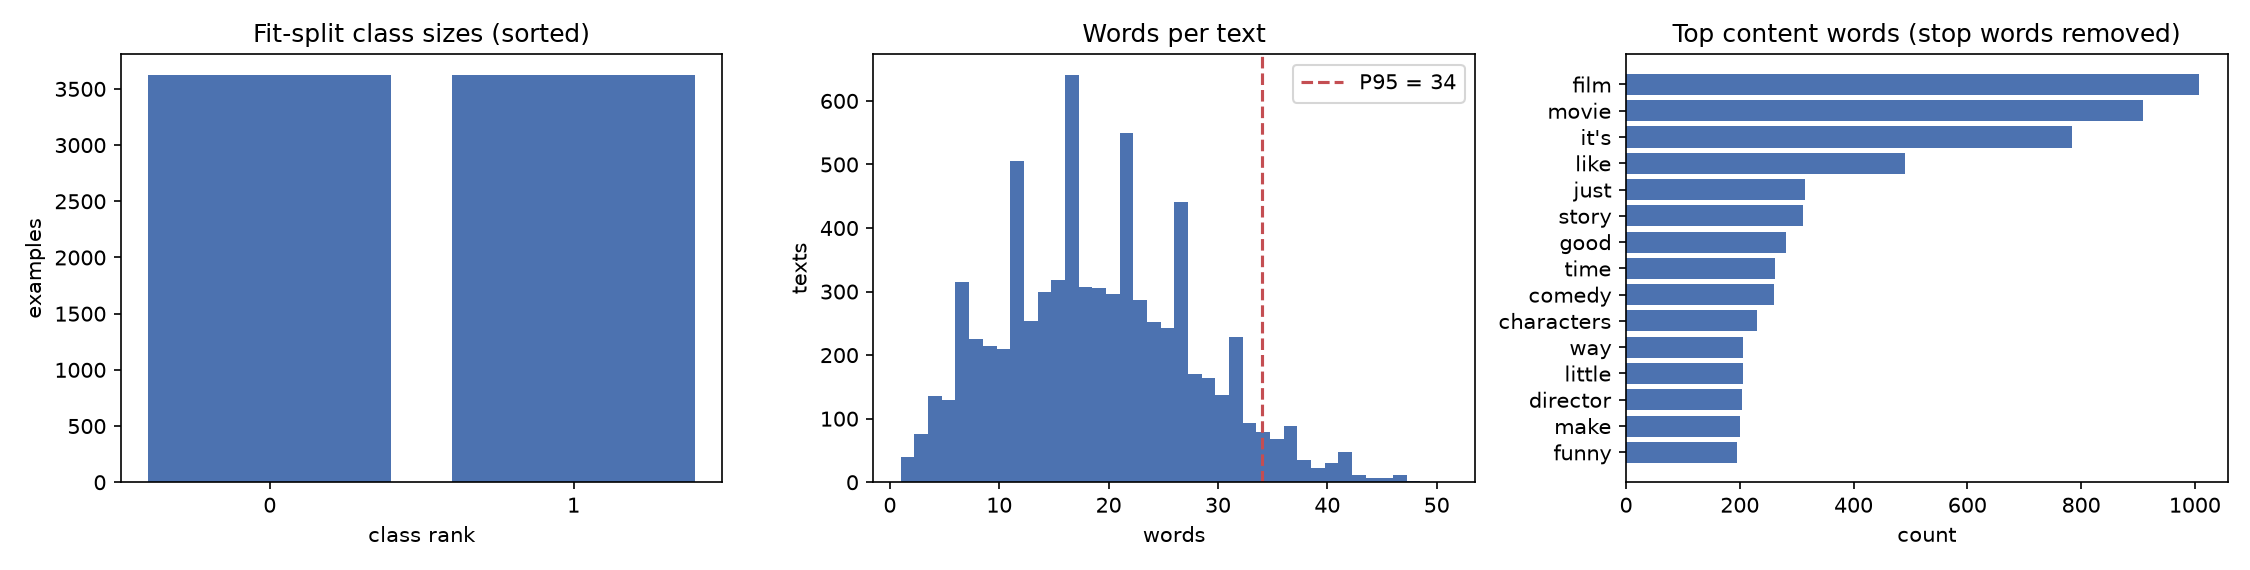 Fit-split class sizes (sorted)
examples
3500
3000
2500
2000
1500
1000
500
0
0 1
class rank
Words per text
P95 = 34
texts
600
500
400
300
200
100
0
0 10 20 30 40 50
words
Top content words (stop words removed)
film
movie
it's
like
just
story
good
time
comedy
characters
way
little
director
make
funny
0 200 400 600 800 1000
count